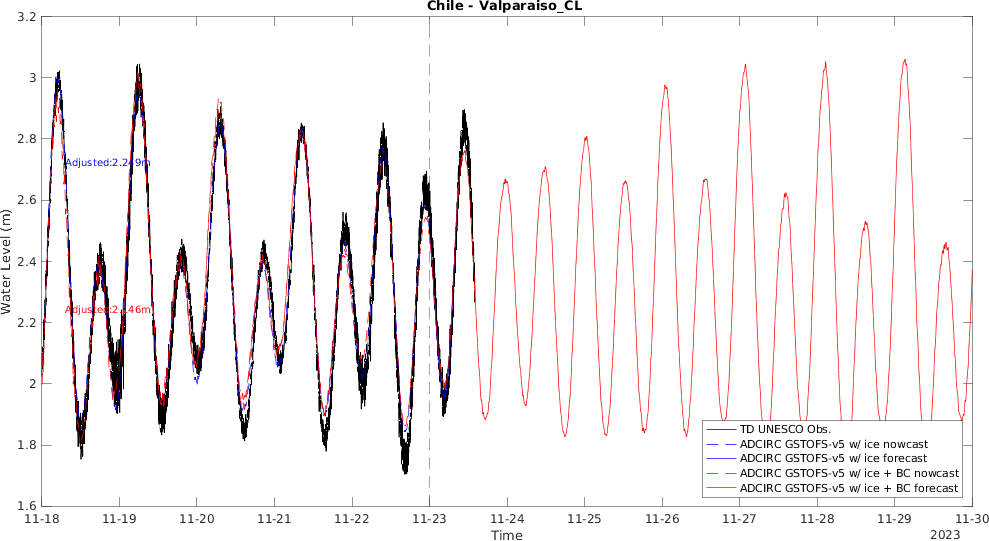 Chile - Valparaiso_CL
3.2
3
2.8
2.6
2.4
2.2
2
1.8
1.6
Water Level (m)
Adjusted:2.249m
Adjusted:2.146m
TD UNESCO Obs.
ADCIRC GSTOFS-v5 w/ ice nowcast
ADCIRC GSTOFS-v5 w/ ice forecast
ADCIRC GSTOFS-v5 w/ ice + BC nowcast
ADCIRC GSTOFS-v5 w/ ice + BC forecast
11-18 11-19 11-20 11-21 11-22 11-23 11-24 11-25 11-26 11-27 11-28 11-29 11-30
Time
2023